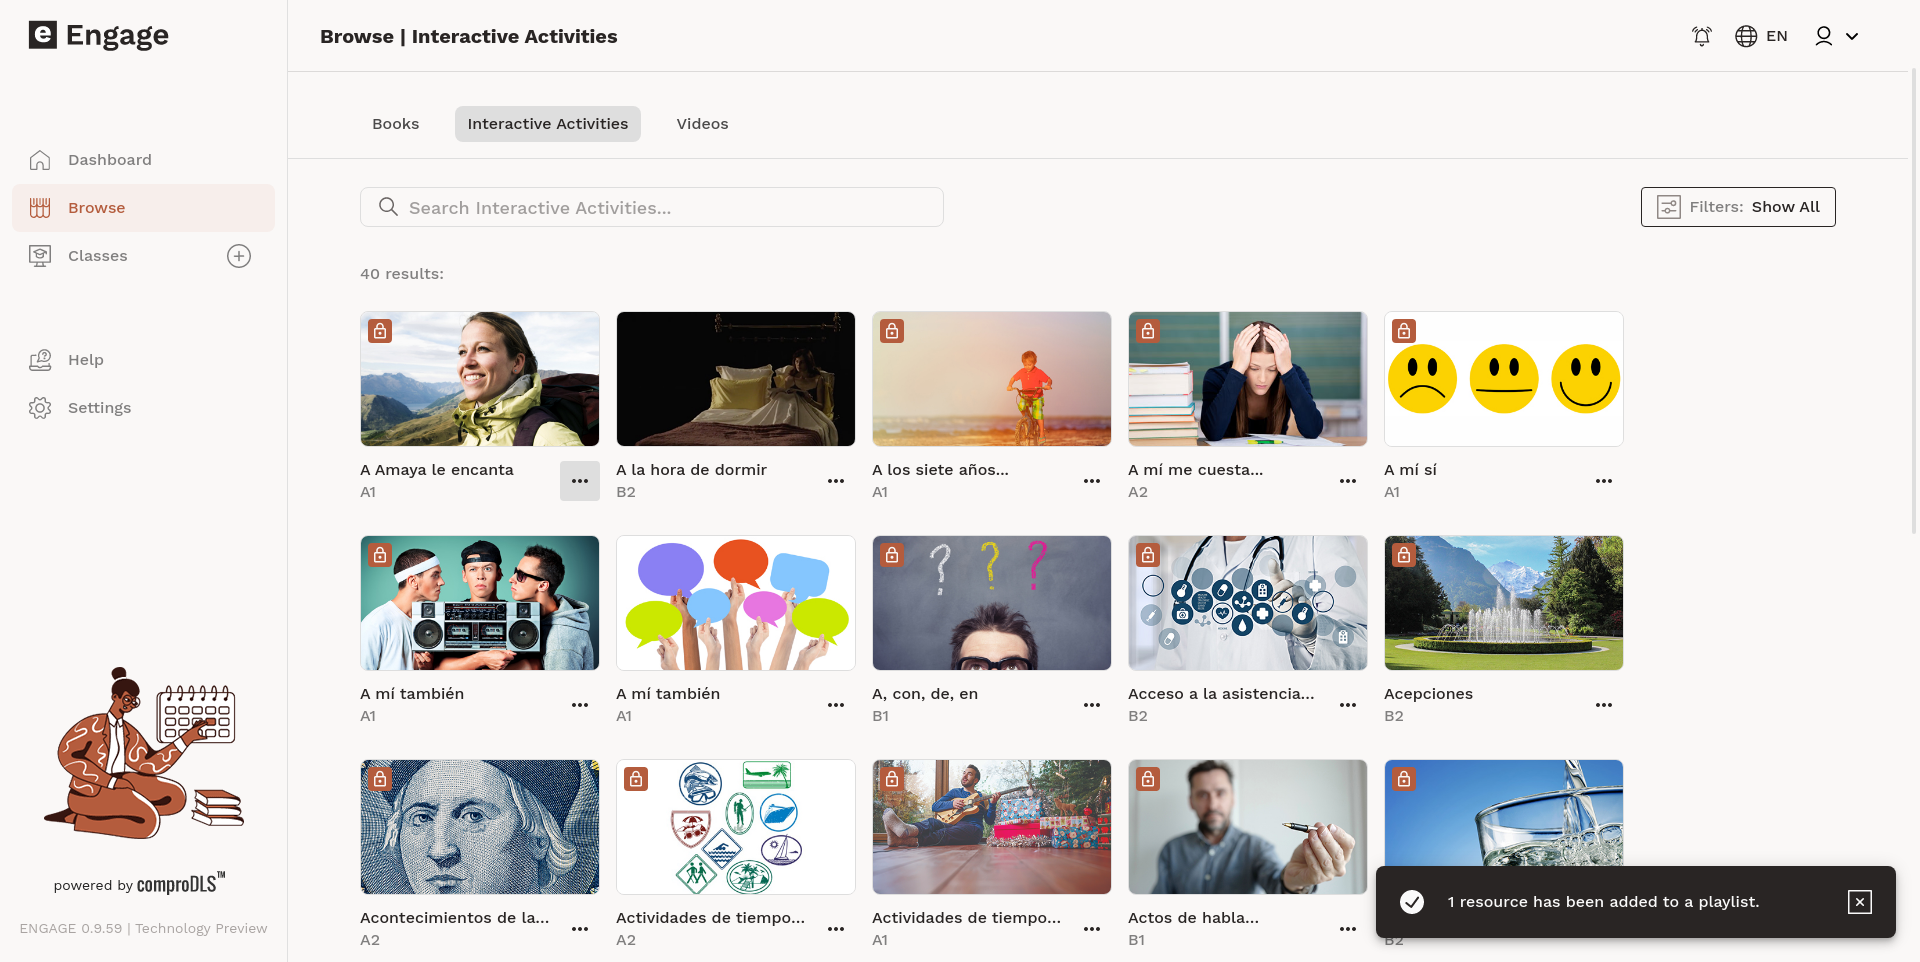 e Engage
Browse | Interactive Activities
EN
Dashboard
Browse
Classes
Help
Settings
powered by comproDLS™
ENGAGE 0.9.59 | Technology Preview
Books
Interactive Activities
Videos
Search Interactive Activities...
Filters: Show All
40 results:
A Amaya le encanta
A1
A la hora de dormir
B2
A los siete años...
A1
A mí me cuesta...
A2
A mí sí
A1
A mí también
A1
A mí también
A1
A, con, de, en
B1
Acceso a la asistencia...
B2
Acepciones
B2
Acontecimientos de la...
A2
Actividades de tiempo...
A2
Actividades de tiempo...
A1
Actos de habla...
B1
B2
1 resource has been added to a playlist.